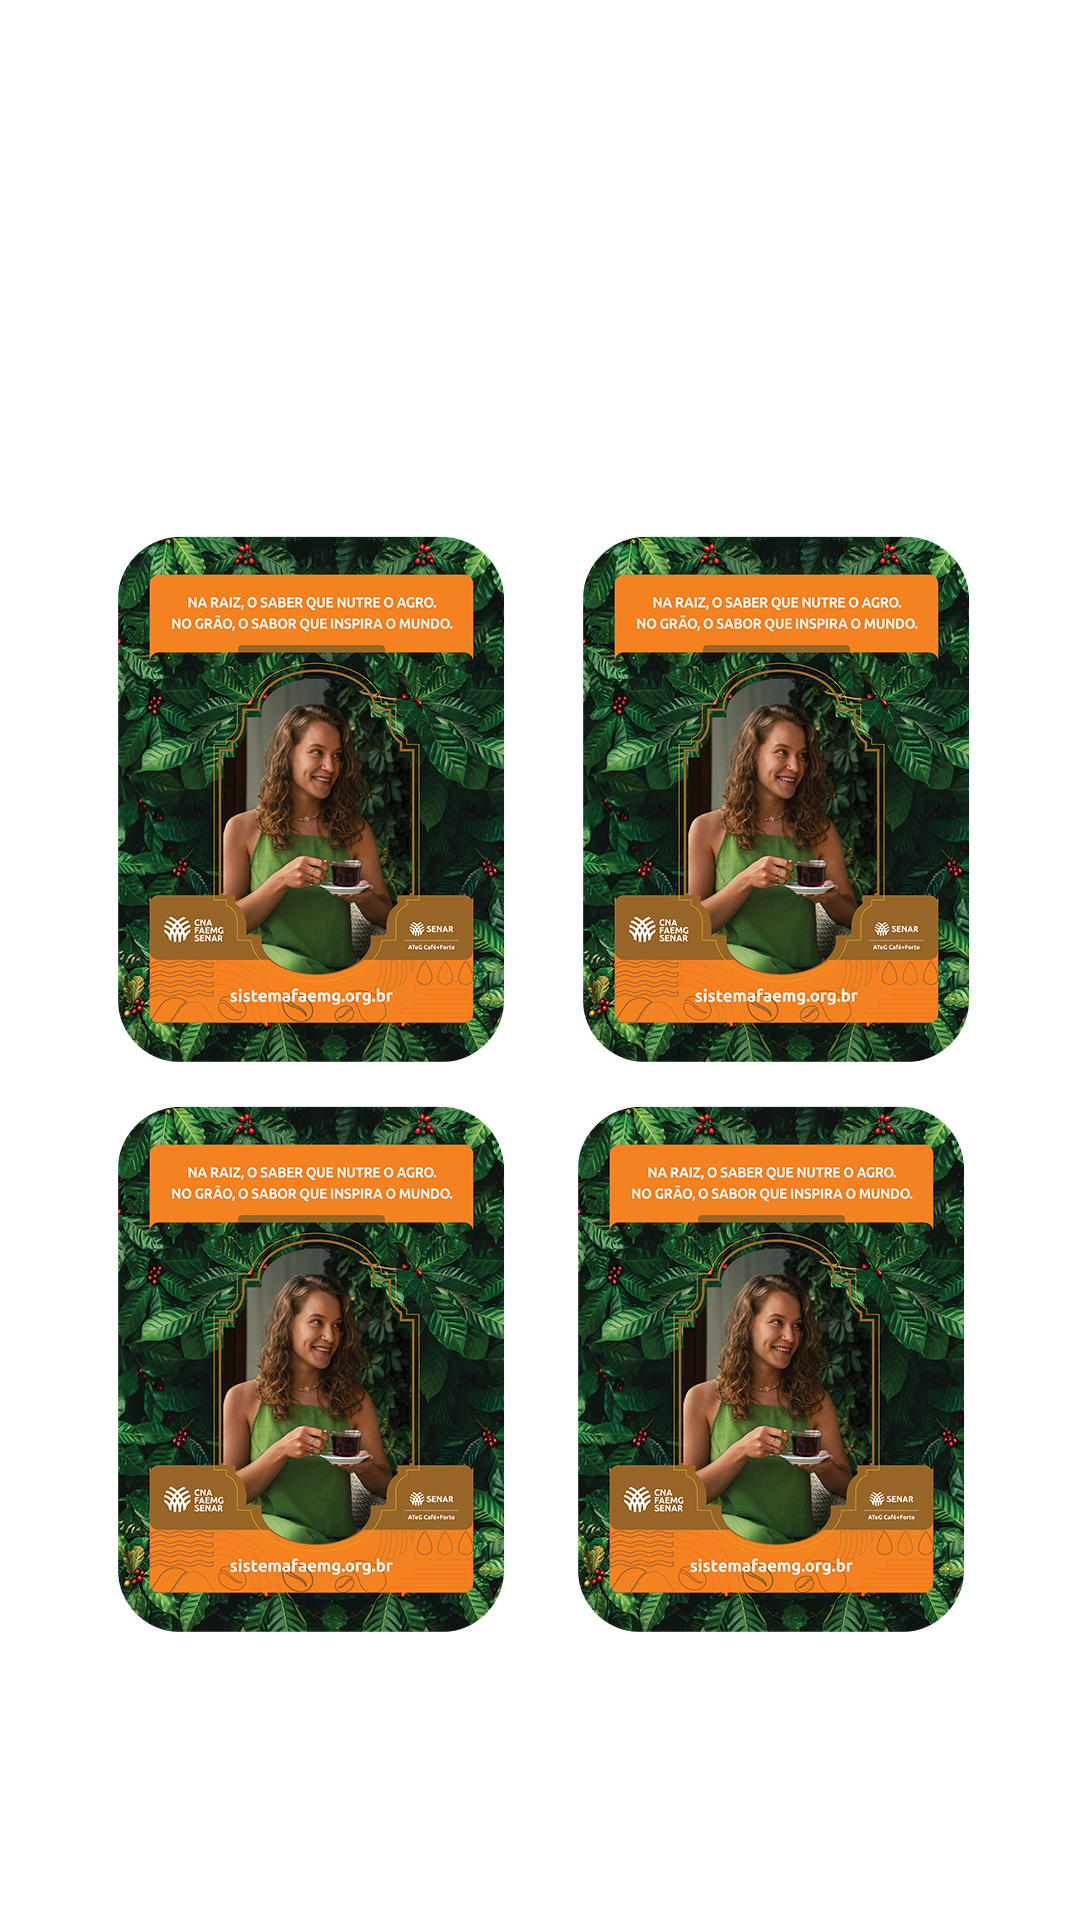 NA RAIZ, O SABER QUE NUTRE O AGRO.
NO GRÃO, O SABOR QUE INSPIRA O MUNDO.
CNA
FAEMG
SENAR
SENAR
ATeG Café+Forte
sistemafaemg.org.br
NA RAIZ, O SABER QUE NUTRE O AGRO.
NO GRÃO, O SABOR QUE INSPIRA O MUNDO.
CNA
FAEMG
SENAR
SENAR
ATeG Café+Forte
sistemafaemg.org.br
NA RAIZ, O SABER QUE NUTRE O AGRO.
NO GRÃO, O SABOR QUE INSPIRA O MUNDO.
CNA
FAEMG
SENAR
SENAR
ATeG Café+Forte
sistemafaemg.org.br
NA RAIZ, O SABER QUE NUTRE O AGRO.
NO GRÃO, O SABOR QUE INSPIRA O MUNDO.
CNA
FAEMG
SENAR
SENAR
ATeG Café+Forte
sistemafaemg.org.br